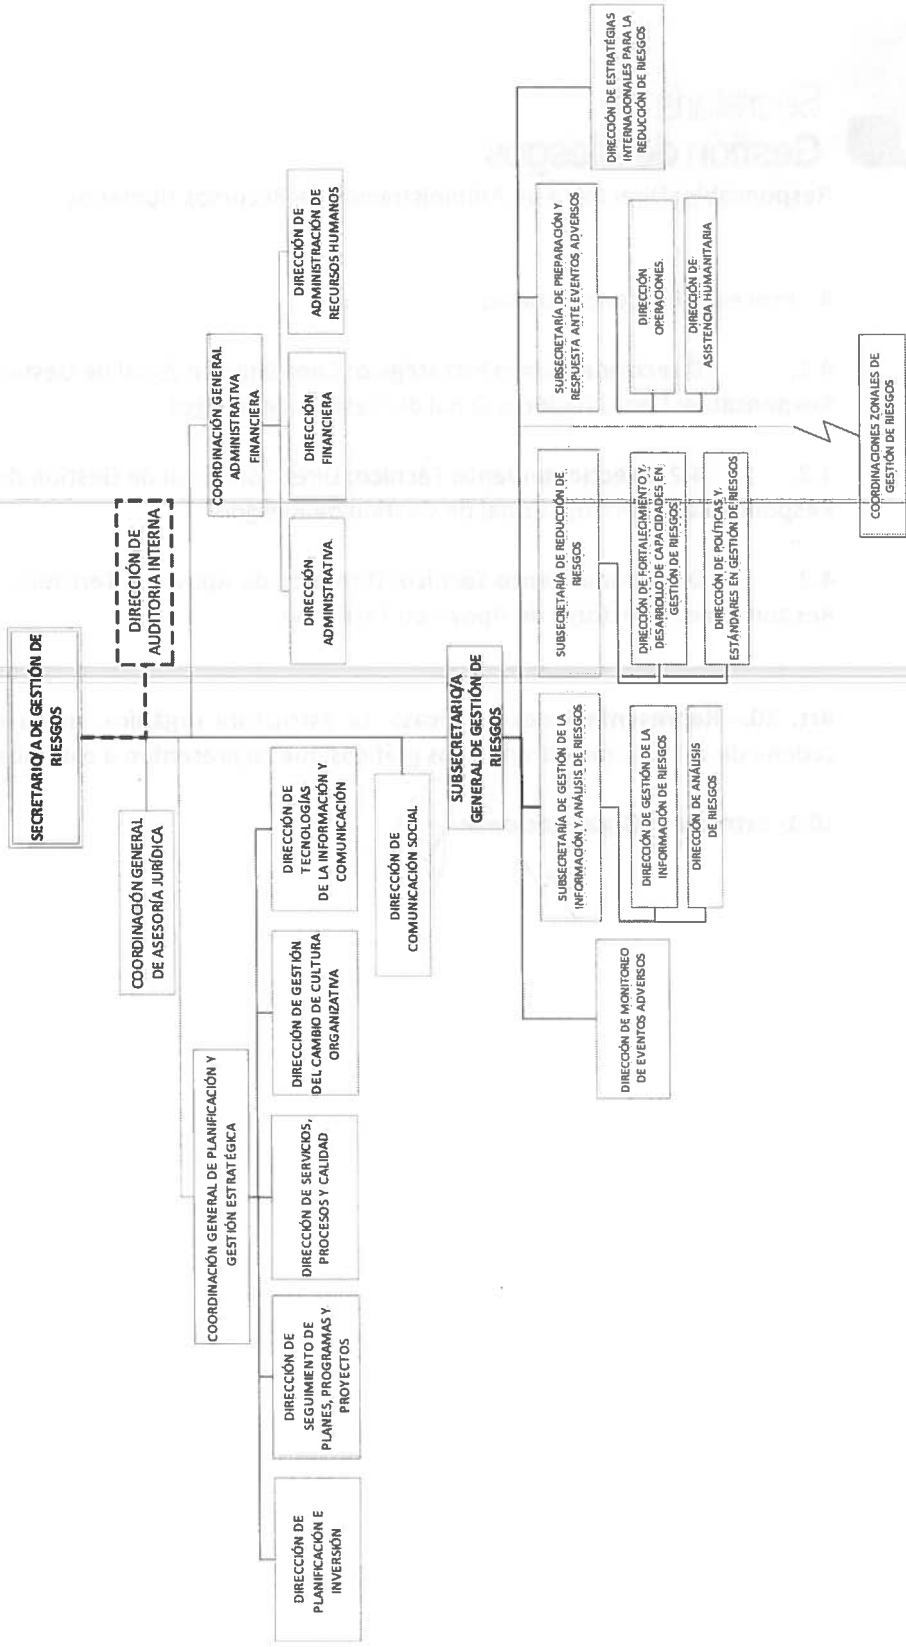 SECRETARIO/A DE GESTIÓN DE
RIESGOS
COORDINACIÓN GENERAL
DE ASESORÍA JURÍDICA
DIRECCIÓN DE
AUDITORIA INTERNA
COORDINACIÓN GENERAL DE PLANIFICACIÓN Y
GESTIÓN ESTRATÉGICA
COORDINACIÓN GENERAL
ADMINISTRATIVA
FINANCIERA
DIRECCIÓN DE
PLANIFICACIÓN E
INVERSIÓN
DIRECCIÓN DE
SEGUIMIENTO DE
PLANES, PROGRAMAS Y
PROYECTOS
DIRECCIÓN DE SERVICIOS,
PROCESOS Y CALIDAD
DIRECCIÓN DE GESTIÓN
DEL CAMBIO DE CULTURA
ORGANIZATIVA
DIRECCIÓN DE
TECNOLOGÍAS
DE LA INFORMACIÓN Y
COMUNICACIÓN
DIRECCIÓN
ADMINISTRATIVA
DIRECCIÓN
FINANCIERA
DIRECCIÓN DE
ADMINISTRACIÓN DE
RECURSOS HUMANOS
DIRECCIÓN DE
COMUNICACIÓN SOCIAL
SUBSECRETARIO/A
GENERAL DE GESTIÓN DE
RIESGOS
DIRECCIÓN DE MONITOREO
DE EVENTOS ADVERSOS
SUBSECRETARÍA DE GESTIÓN DE LA
INFORMACIÓN Y ANÁLISIS DE RIESGOS
DIRECCIÓN DE GESTIÓN DE LA
INFORMACIÓN DE RIESGOS
DIRECCIÓN DE ANÁLISIS
DE RIESGOS
SUBSECRETARÍA DE REDUCCIÓN DE
RIESGOS
DIRECCIÓN DE FORTALECIMIENTO Y
DESARROLLO DE CAPACIDADES EN
GESTIÓN DE RIESGOS
DIRECCIÓN DE POLÍTICAS Y
ESTÁNDARES EN GESTIÓN DE RIESGOS
SUBSECRETARÍA DE PREPARACIÓN Y
RESPUESTA ANTE EVENTOS ADVERSOS
DIRECCIÓN
OPERACIONES.
DIRECCIÓN DE
ASISTENCIA HUMANITARIA
DIRECCIÓN DE ESTRATÉGIAS
INTERNACIONALES PARA LA
REDUCCIÓN DE RIESGOS
COORDINACIONES ZONALES DE
GESTIÓN DE RIESGOS